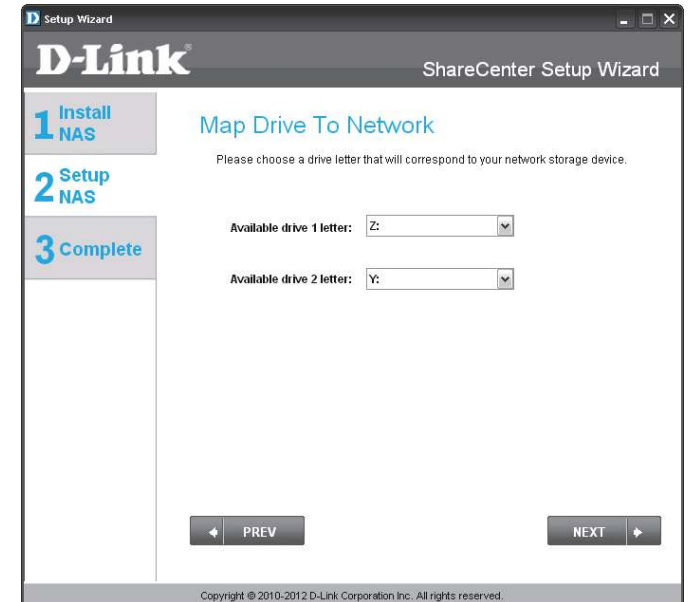 Setup Wizard
D-Link®
ShareCenter Setup Wizard
1 Install
NAS
2 Setup
NAS
3 Complete
Map Drive To Network
Please choose a drive letter that will correspond to your network storage device.
Available drive 1 letter: Z:
Available drive 2 letter: Y:
PREV
NEXT
Copyright © 2010-2012 D-Link Corporation Inc. All rights reserved.